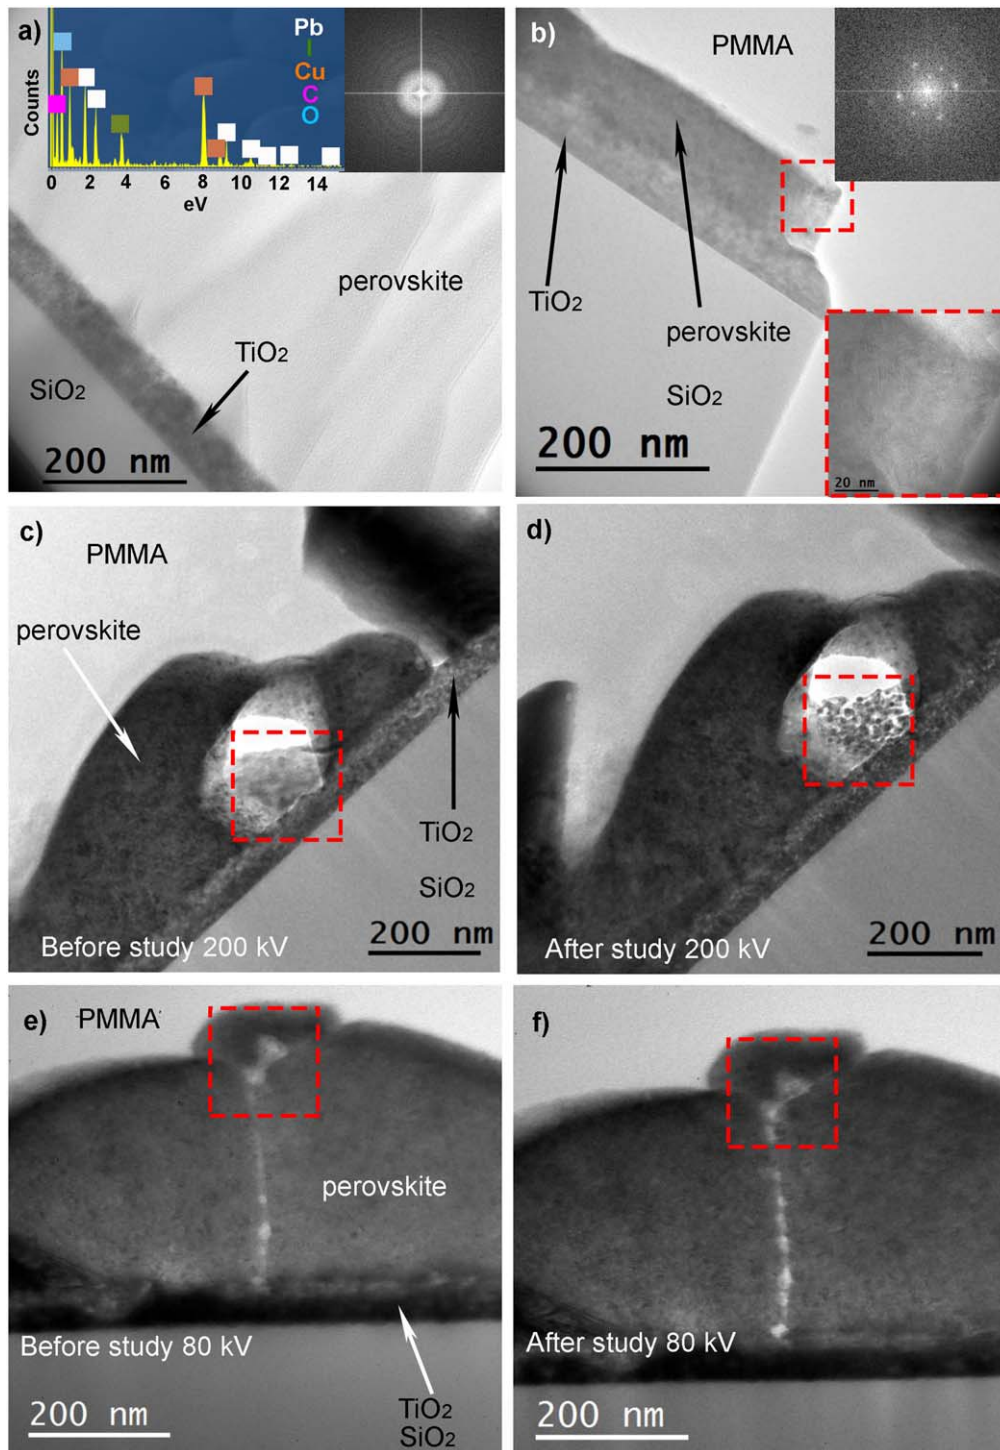 a)
Pb
I
Cu
C
O
Counts
0 2 4 6 8 10 12 14
eV
perovskite
TiO2
SiO2
200 nm
b)
PMMA
TiO2
perovskite
SiO2
200 nm
20 nm
c)
PMMA
perovskite
TiO2
SiO2
Before study 200 kV
200 nm
d)
After study 200 kV
200 nm
e)
PMMA
perovskite
Before study 80 kV
200 nm
TiO2
SiO2
f)
After study 80 kV
200 nm